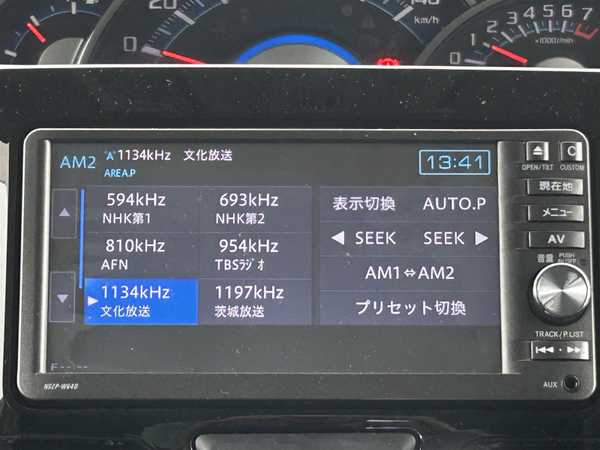 0
20
0
140
km/h
0
1
2
3
4
5
6
7
×1000r/min
AM2 "A"1134kHz 文化放送
AREA.P
13:41
OPEN/TILT
C
CUSTOM
594kHz
NHK第1
693kHz
NHK第2
810kHz
AFN
954kHz
TBSラジオ
1134kHz
文化放送
1197kHz
茨城放送
表示切換 AUTO.P
SEEK SEEK
AM1⇔AM2
プリセット切換
現在地
メニュー
AV
音量
PUSH
TRACK/P.LIST
AUX
NSZP-W64D